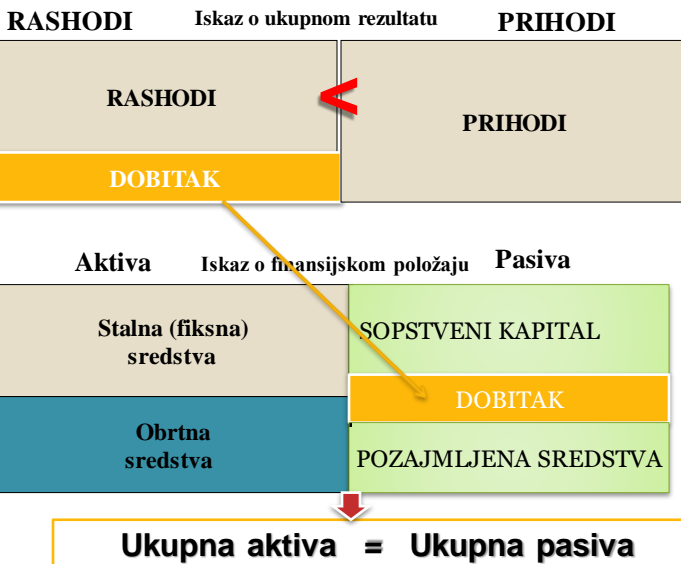 RASHODI Iskaz o ukupnom rezultatu PRIHODI
RASHODI
<
PRIHODI
DOBITAK
Aktiva Iskaz o finansijskom položaju Pasiva
Stalna (fiksna)
sredstva
SOPSTVENI KAPITAL
DOBITAK
Obrtna
sredstva
POZAJMLJENA SREDSTVA
Ukupna aktiva = Ukupna pasiva